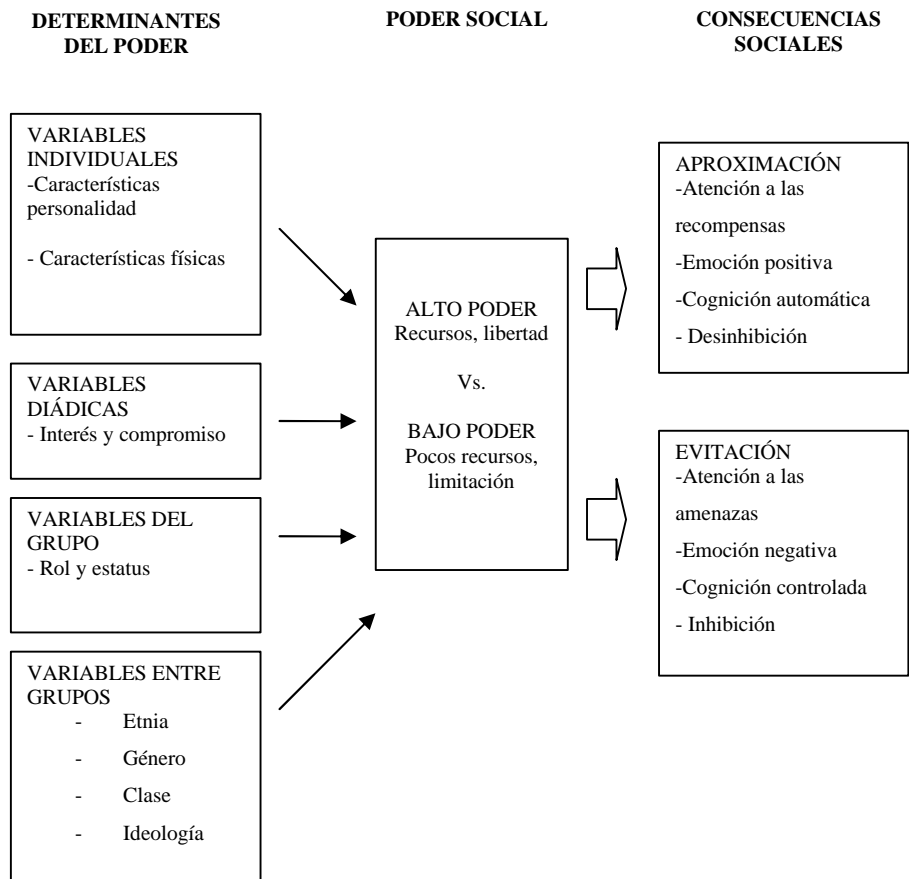 DETERMINANTES
DEL PODER
PODER SOCIAL
CONSECUENCIAS
SOCIALES
VARIABLES
INDIVIDUALES
-Características
personalidad
- Características físicas
VARIABLES
DIÁDICAS
- Interés y compromiso
VARIABLES DEL
GRUPO
- Rol y estatus
VARIABLES ENTRE
GRUPOS
- Etnia
- Género
- Clase
- Ideología
ALTO PODER
Recursos, libertad
Vs.
BAJO PODER
Pocos recursos,
limitación
APROXIMACIÓN
-Atención a las
recompensas
-Emoción positiva
-Cognición automática
- Desinhibición
EVITACIÓN
-Atención a las
amenazas
-Emoción negativa
-Cognición controlada
- Inhibición